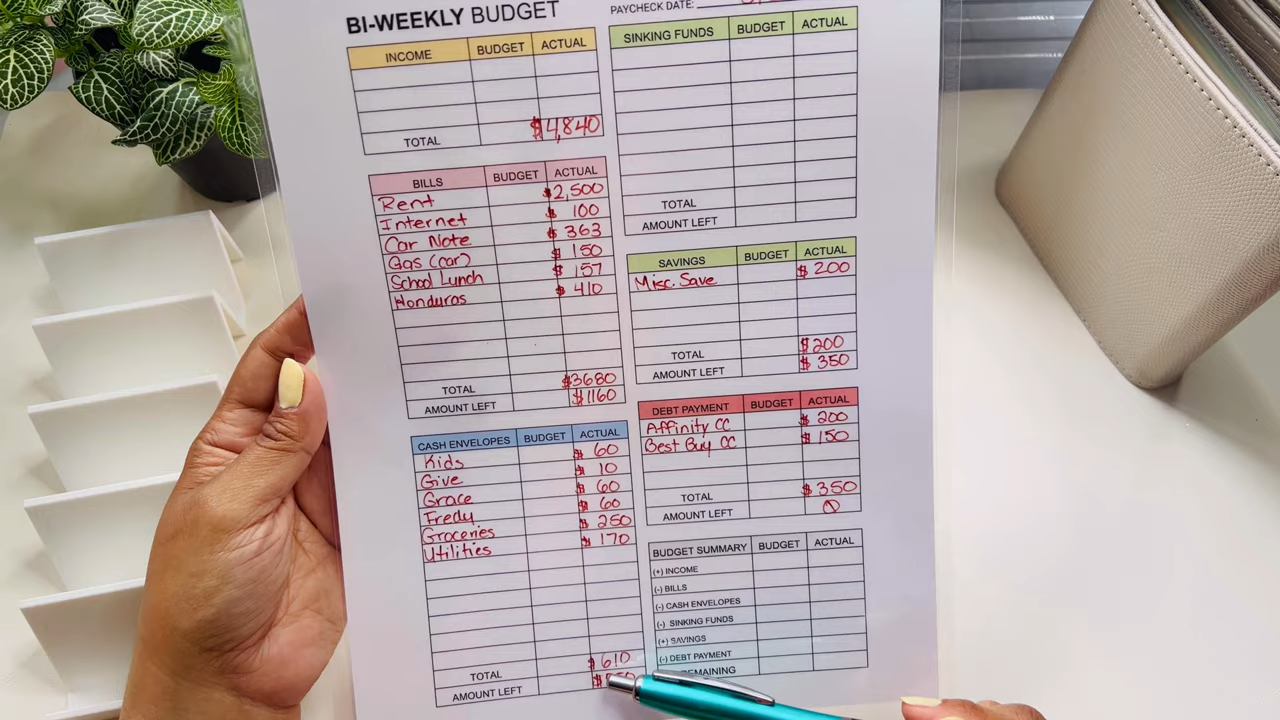 BI-WEEKLY BUDGET
PAYCHECK DATE:
INCOME BUDGET ACTUAL
TOTAL $4,840
BILLS BUDGET ACTUAL
Rent $2,500
Internet $ 100
Car Note $ 363
Gas (car) $ 150
School Lunch $ 157
Honduras $ 410
TOTAL $3680
AMOUNT LEFT $1160
CASH ENVELOPES BUDGET ACTUAL
Kids $ 60
Give $ 10
Grace $ 60
Fredy $ 60
Groceries $ 250
Utilities $ 170
TOTAL $610
AMOUNT LEFT
SINKING FUNDS BUDGET ACTUAL
TOTAL
AMOUNT LEFT
SAVINGS BUDGET ACTUAL
Misc. Save $ 200
TOTAL $200
AMOUNT LEFT $350
DEBT PAYMENT BUDGET ACTUAL
Affinity CC $ 200
Best Buy CC $ 150
TOTAL $350
AMOUNT LEFT 0
BUDGET SUMMARY BUDGET ACTUAL
(+) INCOME
(-) BILLS
(-) CASH ENVELOPES
(-) SINKING FUNDS
(+) SAVINGS
(-) DEBT PAYMENT